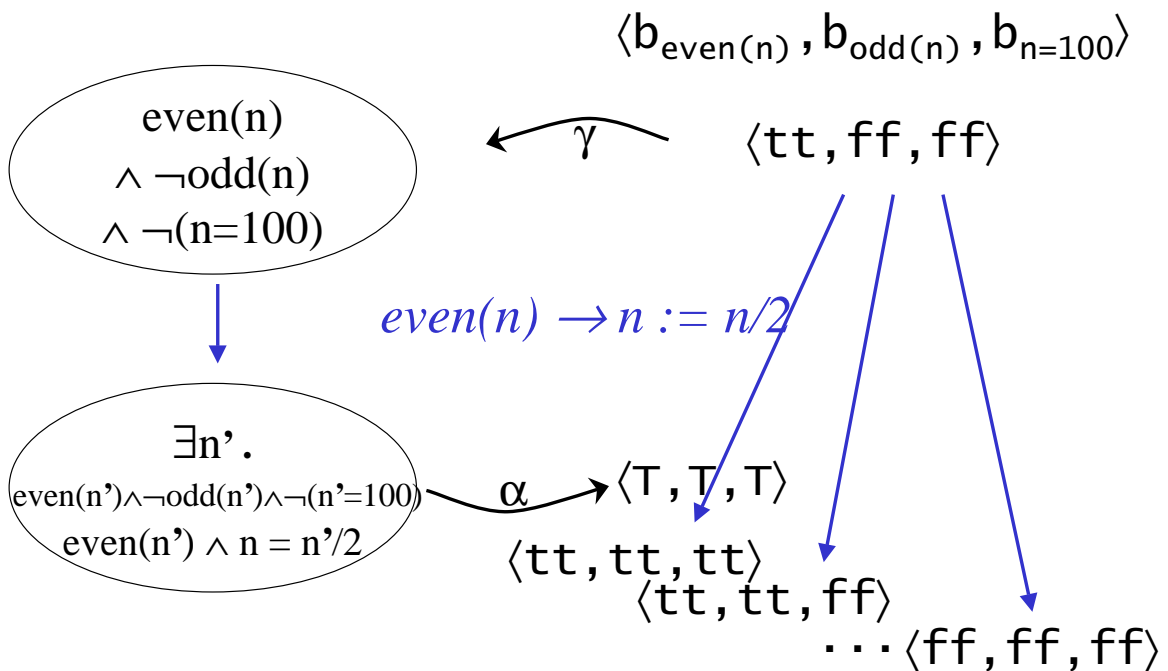 ⟨b_even(n),b_odd(n),b_n=100⟩
even(n)
∧ ¬odd(n)
∧ ¬(n=100)
γ
⟨tt,ff,ff⟩
even(n) → n := n/2
∃n’.
even(n’)∧¬odd(n’)∧¬(n’=100)
even(n’) ∧ n = n’/2
α
⟨T,T,T⟩
⟨tt,tt,tt⟩
⟨tt,tt,ff⟩
···⟨ff,ff,ff⟩